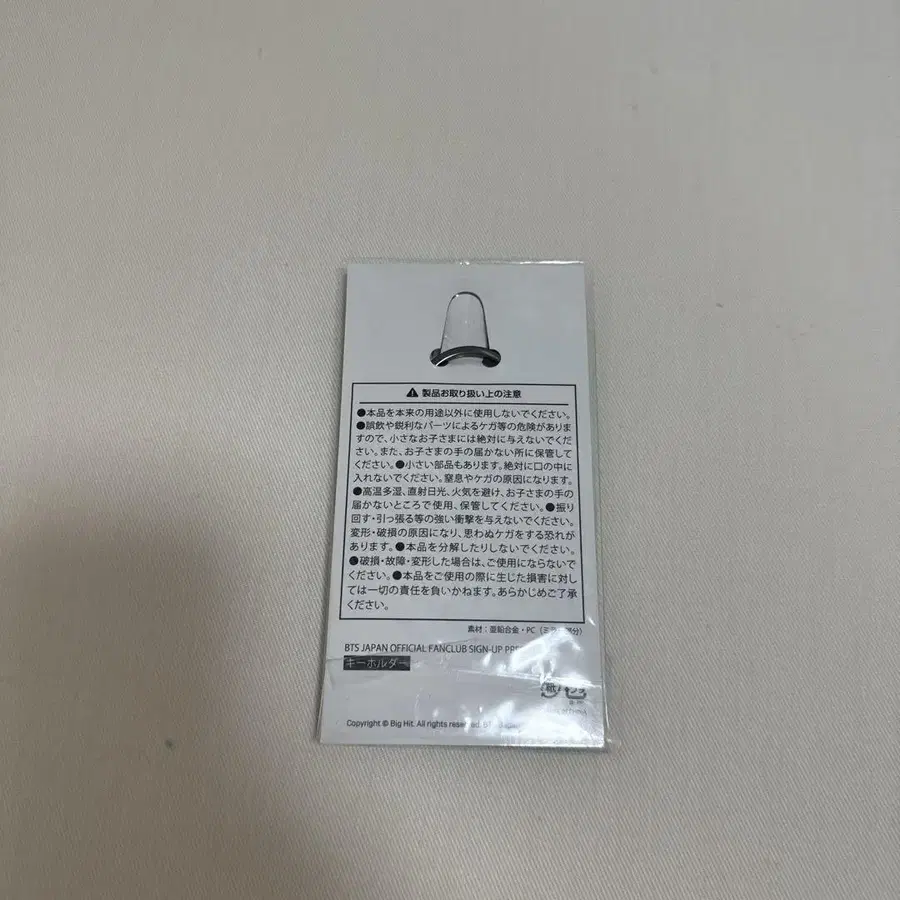 製品お取り扱い上の注意
●本品を本来の用途以外に使用しないでください。
●誤飲や鋭利なパーツによるケガ等の危険がありま
すので、小さなお子さまには絶対に与えないでくだ
さい。また、お子さまの手の届かない所に保管して
ください。●小さい部品もあります。絶対に口の中に
入れないでください。窒息やケガの原因になります。
●高温多湿、直射日光、火気を避け、お子さまの手の
届かないところで使用、保管してください。●振り
回す・引っ張る等の強い衝撃を与えないでください。
変形・破損の原因になり、思わぬケガをする恐れが
あります。●本品を分解したりしないでください。
●破損・故障・変形した場合は、ご使用にならないで
ください。●本品をご使用の際に生じた損害に対し
ては一切の責任を負いかねます。あらかじめご了承
ください。
素材:亜鉛合金・PC
BTS JAPAN OFFICIAL FANCLUB SIGN-UP
キーホルダー
紙
Copyright © Big Hit. All rights